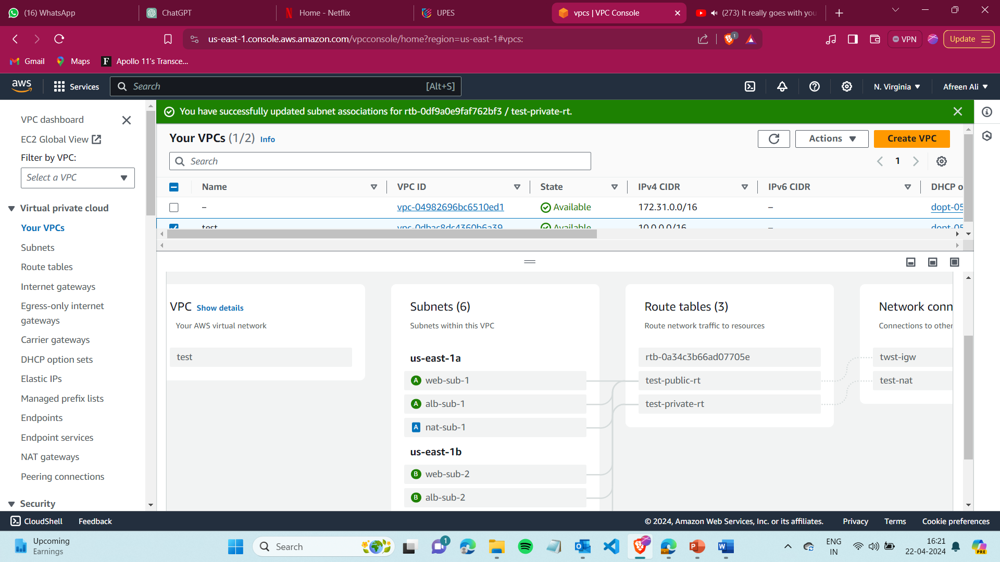 (16) WhatsApp
ChatGPT
Home - Netflix
UPES
vpcs | VPC Console
(273) It really goes with you
us-east-1.console.aws.amazon.com/vpcconsole/home?region=us-east-1#vpcs:
1
VPN
Update
Gmail
Maps
F
Apollo 11's Transce...
aws
Services
Search
[Alt+S]
N. Virginia
Afreen Ali
VPC dashboard
EC2 Global View
Filter by VPC:
Select a VPC
Virtual private cloud
Your VPCs
Subnets
Route tables
Internet gateways
Egress-only internet
gateways
Carrier gateways
DHCP option sets
Elastic IPs
Managed prefix lists
Endpoints
Endpoint services
NAT gateways
Peering connections
Security
You have successfully updated subnet associations for rtb-0df9a0e9faf762bf3 / test-private-rt.
Your VPCs (1/2) Info
Actions
Create VPC
Search
1
Name
VPC ID
State
IPv4 CIDR
IPv6 CIDR
DHCP o
–
vpc-04982696bc6510ed1
Available
172.31.0.0/16
–
dopt-05
test
vpc-0dbac8dc4360b6a39
Available
10.0.0.0/16
–
dopt-05
VPC Show details
Your AWS virtual network
test
Subnets (6)
Subnets within this VPC
us-east-1a
A web-sub-1
A alb-sub-1
A nat-sub-1
us-east-1b
B web-sub-2
B alb-sub-2
Route tables (3)
Route network traffic to resources
rtb-0a34c3b66ad07705e
test-public-rt
test-private-rt
Network conn
Connections to other
twst-igw
test-nat
CloudShell
Feedback
© 2024, Amazon Web Services, Inc. or its affiliates.
Privacy
Terms
Cookie preferences
Upcoming
Earnings
Search
1
ENG
IN
16:21
22-04-2024
PRE